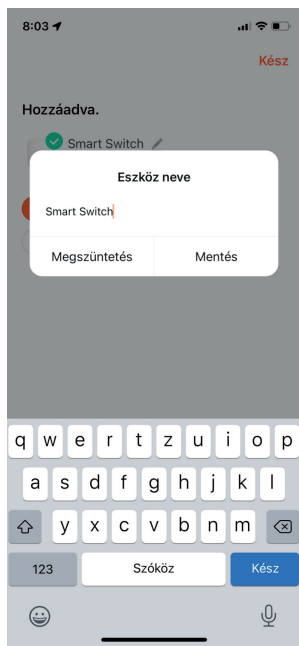 8:03
Kész
Hozzáadva.
Smart Switch
Eszköz neve
Smart Switch
Megszüntetés Mentés
q w e r t z u i o p
a s d f g h j k l
y x c v b n m
123 Szóköz Kész